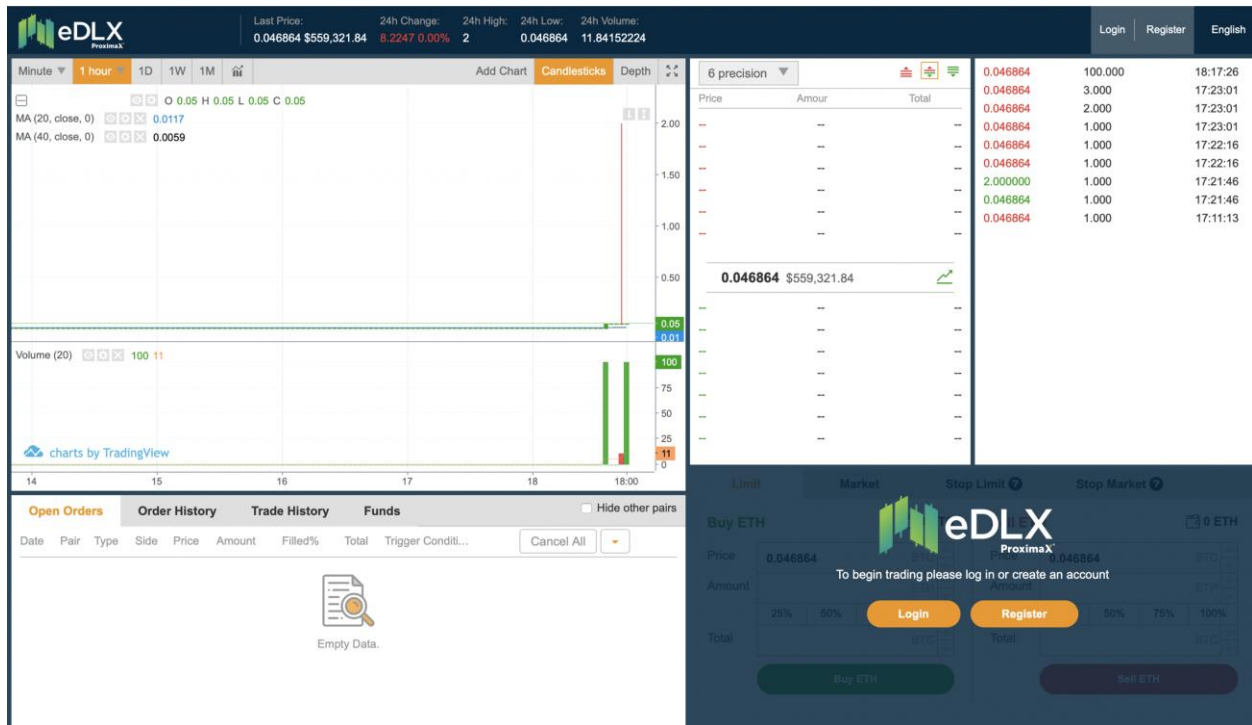 eDLX
ProximaX
Last Price:
0.046864 $559,321.84
24h Change:
8.2247 0.00%
24h High:
2
24h Low:
0.046864
24h Volume:
11.84152224
Login
Register
English
Minute
1 hour
1D
1W
1M
Add Chart
Candlesticks
Depth
O 0.05 H 0.05 L 0.05 C 0.05
MA (20, close, 0) 0.0117
MA (40, close, 0) 0.0059
L
2.00
1.50
1.00
0.50
0.05
0.01
Volume (20) 100 11
100
75
50
25
11
0
charts by TradingView
14 15 16 17 18 18:00
6 precision
Price Amour Total
-- -- --
-- -- --
-- -- --
-- -- --
-- -- --
-- -- --
0.046864 $559,321.84
-- -- --
-- -- --
-- -- --
-- -- --
-- -- --
-- -- --
-- -- --
0.046864 100.000 18:17:26
0.046864 3.000 17:23:01
0.046864 2.000 17:23:01
0.046864 1.000 17:23:01
0.046864 1.000 17:22:16
0.046864 1.000 17:22:16
2.000000 1.000 17:21:46
0.046864 1.000 17:21:46
0.046864 1.000 17:11:13
Open Orders
Order History
Trade History
Funds
Hide other pairs
Date Pair Type Side Price Amount Filled% Total Trigger Conditi...
Cancel All
Empty Data.
Limit
Market
Stop Limit
Stop Market
Buy ETH
0 ETH
eDLX
ProximaX
Price 0.046864
Price 0.046864 BTC
To begin trading please log in or create an account
Amount
Amount ETH
25% 50%
Login
Register
50% 75% 100%
Total BTC
Total BTC
Buy ETH
Sell ETH